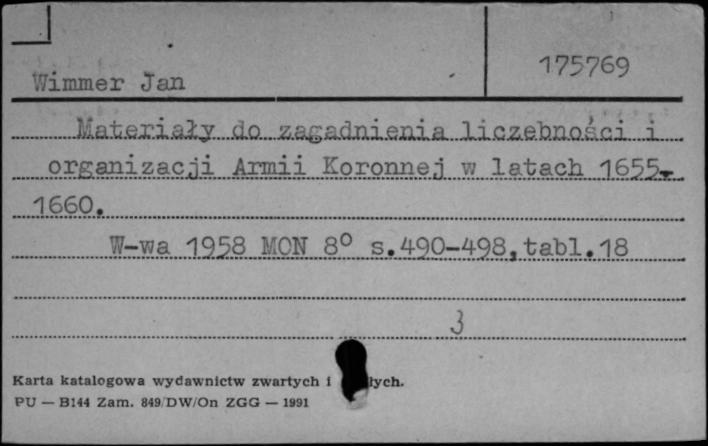 175769
Wimmer Jan
Materiały do zagadnienia liczebności i
organizacji Armii Koronnej w latach 1655-
1660.
W-wa 1958 MON 8° s.490-498,tabl.18
3
Karta katalogowa wydawnictw zwartych i
PU — B144 Zam. 849/DW/On ZGG — 1991